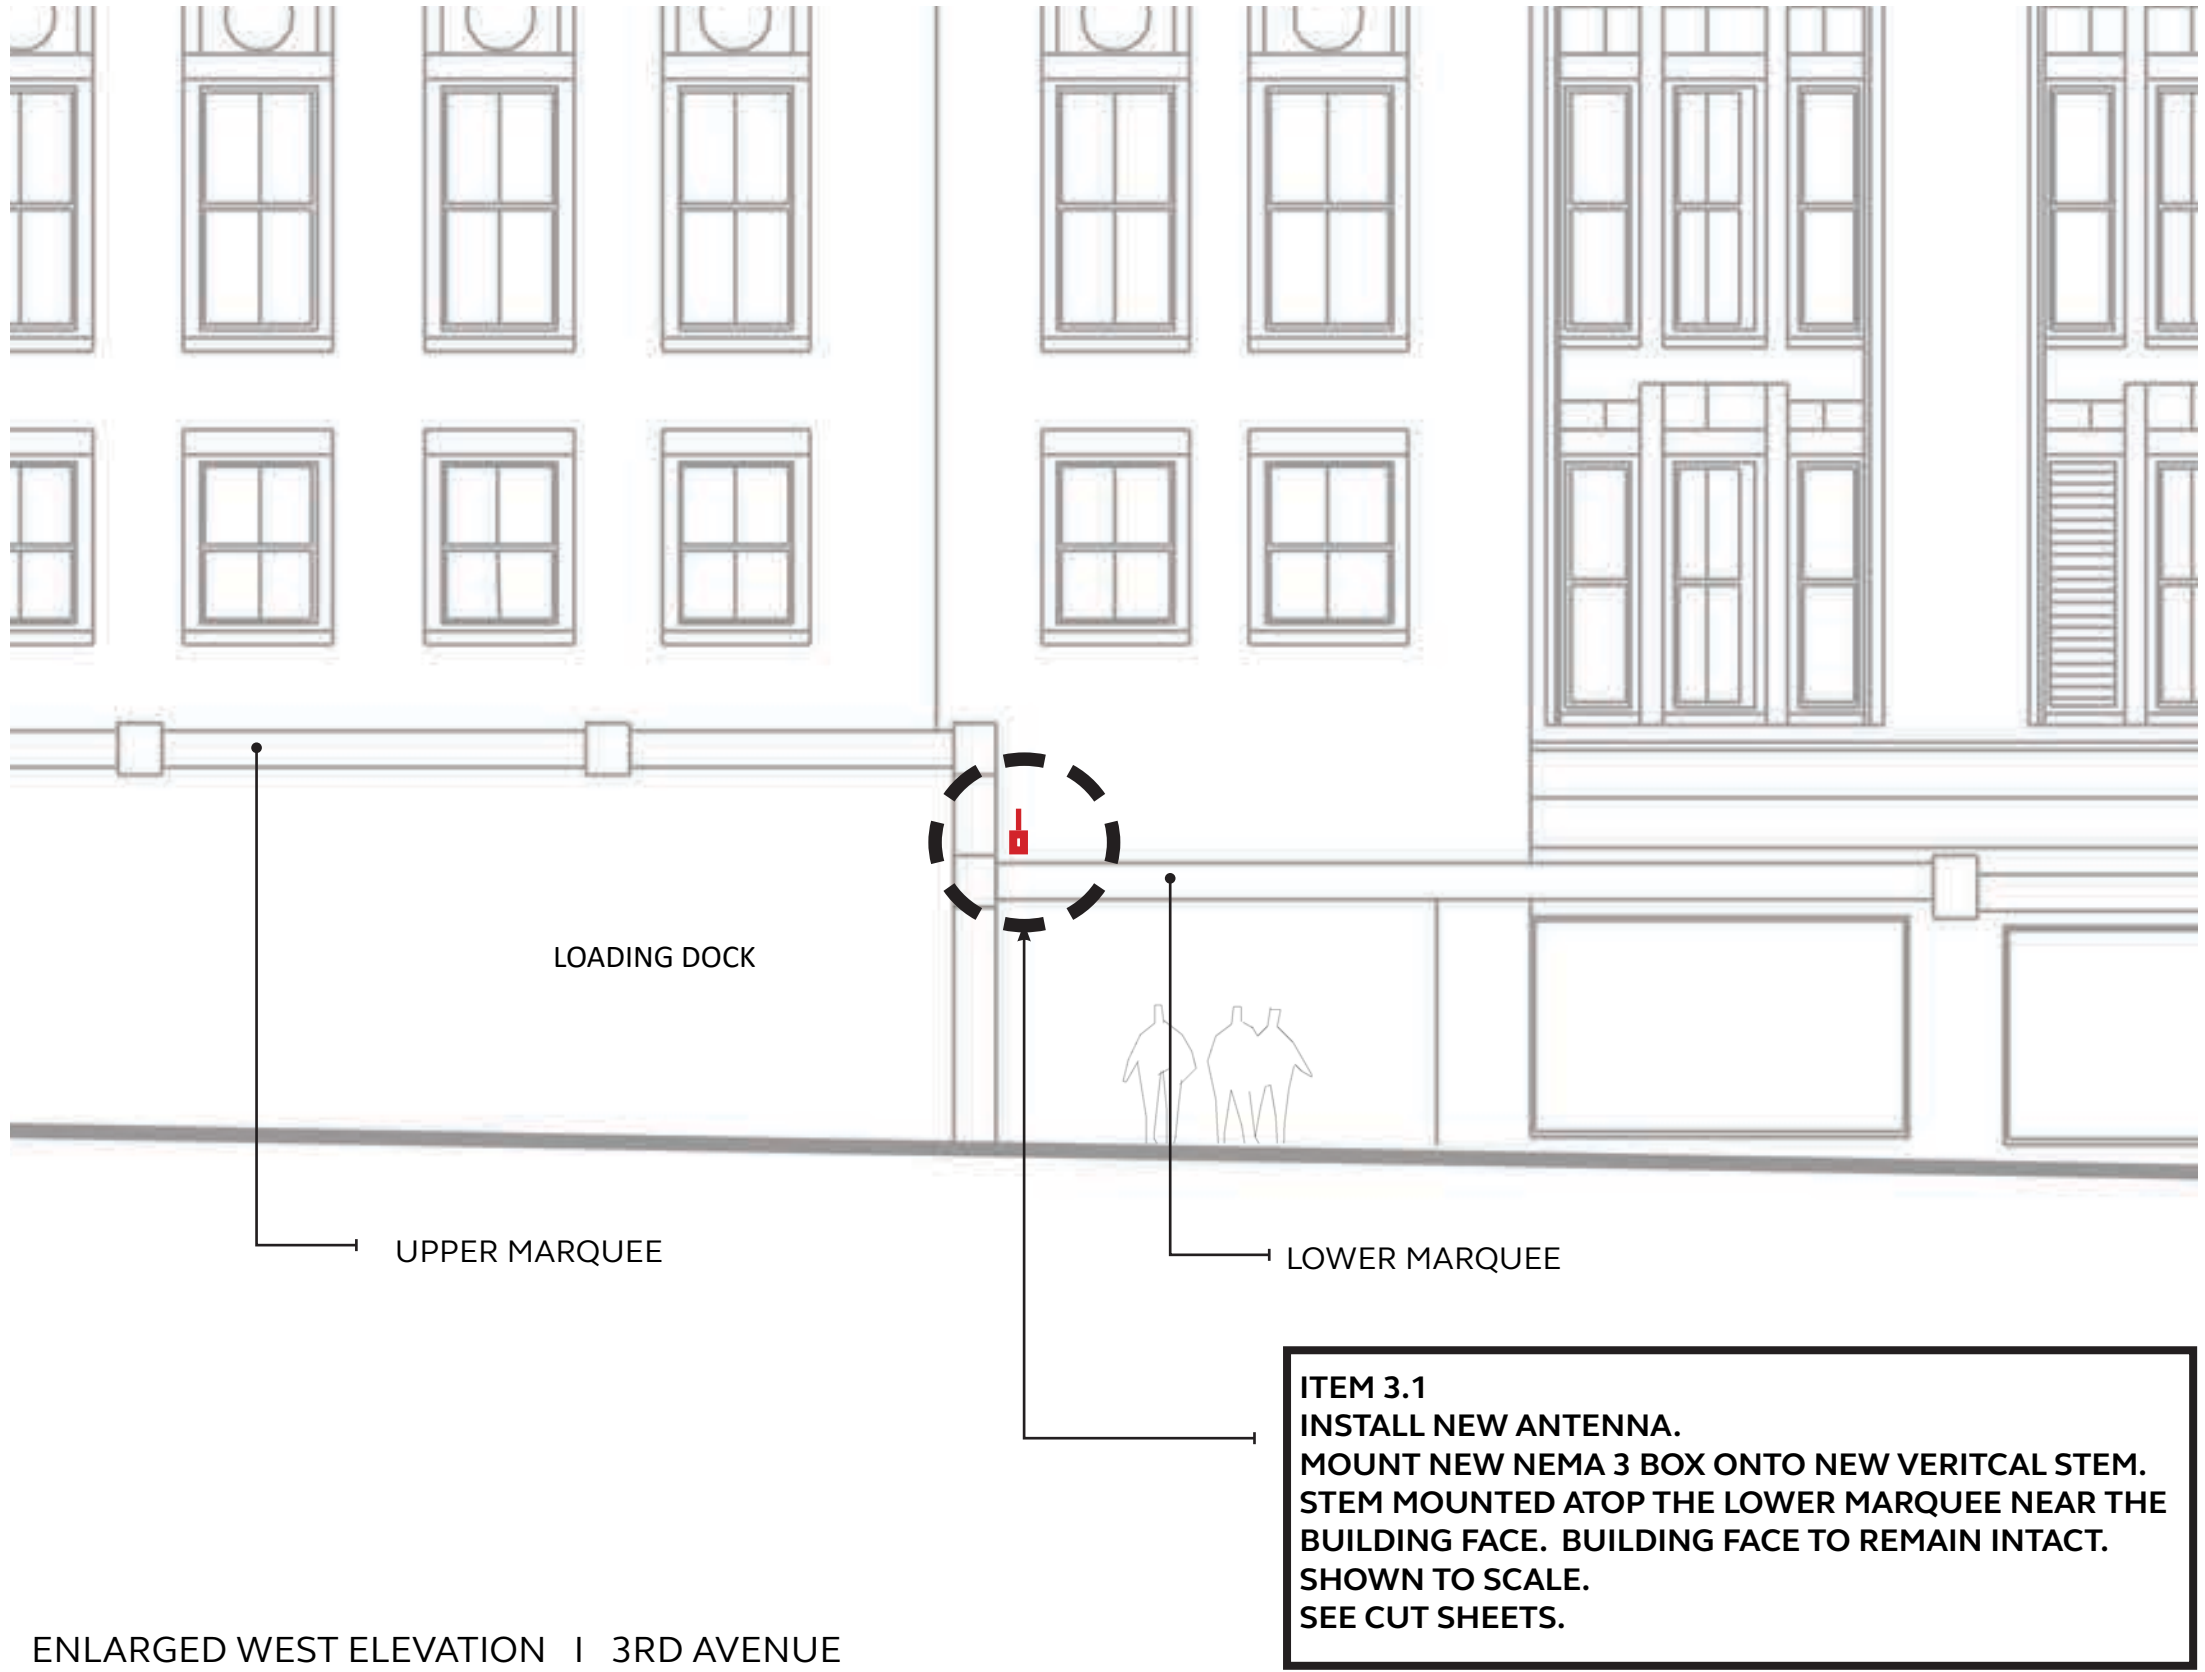 LOADING DOCK
UPPER MARQUEE
LOWER MARQUEE
ITEM 3.1
INSTALL NEW ANTENNA.
MOUNT NEW NEMA 3 BOX ONTO NEW VERITCAL STEM.
STEM MOUNTED ATOP THE LOWER MARQUEE NEAR THE
BUILDING FACE.  BUILDING FACE TO REMAIN INTACT.
SHOWN TO SCALE.
SEE CUT SHEETS.
ENLARGED WEST ELEVATION  I  3RD AVENUE